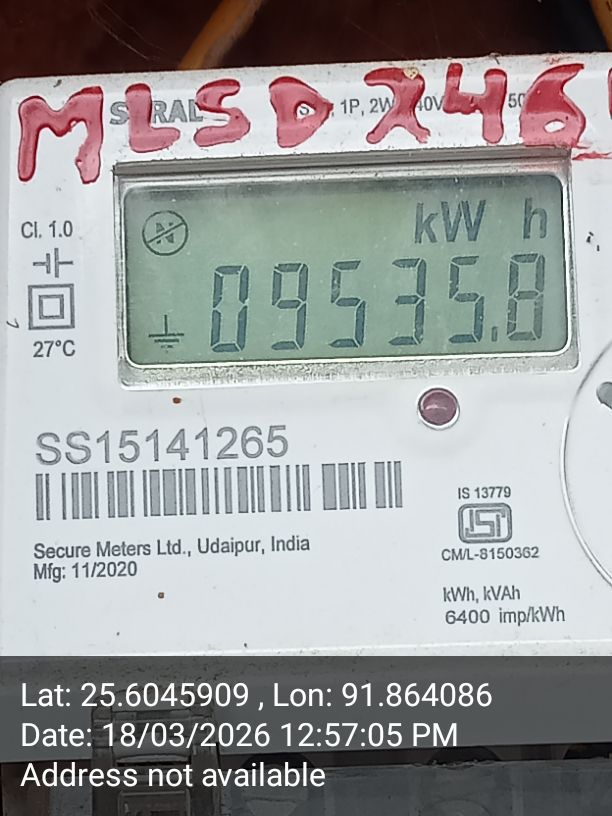 MLSDX46
1P, 2W
kW h
Cl. 1.0
N
09535.8
27°C
SS15141265
IS 13779
ISI
CM/L-8150362
Secure Meters Ltd., Udaipur, India
Mfg: 11/2020
kWh, kVAh
6400 imp/kWh
Lat: 25.6045909 , Lon: 91.864086
Date: 18/03/2026 12:57:05 PM
Address not available